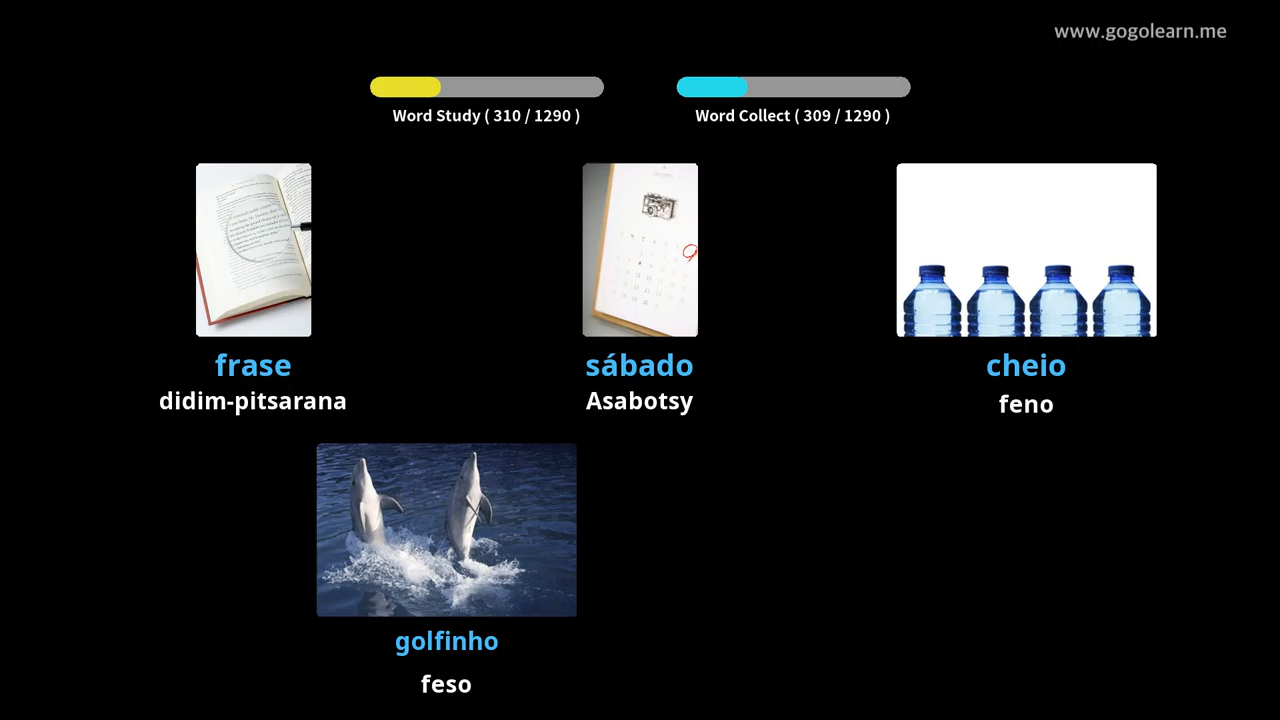 www.gogolearn.me
Word Study ( 310 / 1290 )
Word Collect ( 309 / 1290 )
frase
didim-pitsarana
sábado
Asabotsy
cheio
feno
golfinho
feso